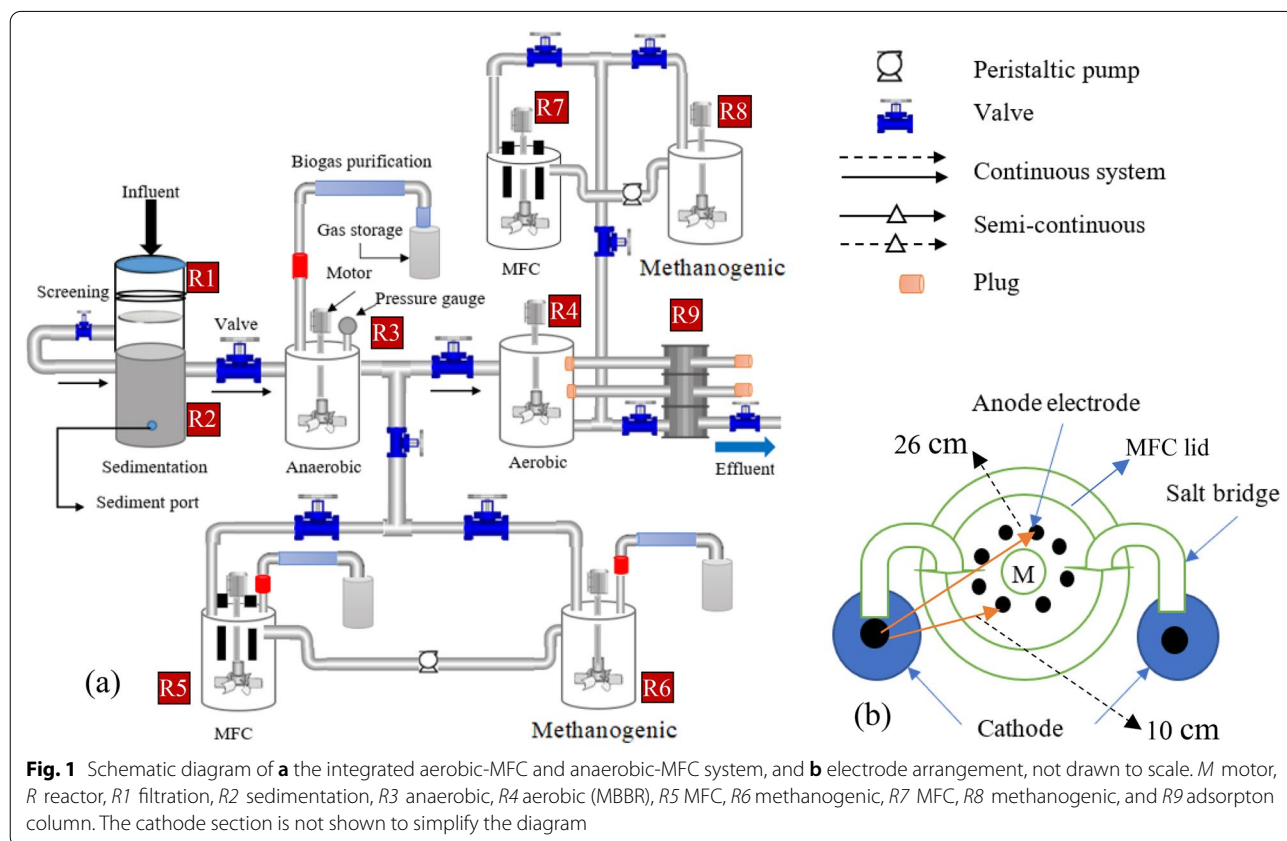 R7
R8
Biogas purification
Influent
Gas storage
R1
Screening
Motor
MFC
Methanogenic
Pressure gauge
R4
R9
Valve
R3
R2
Sedimentation
Anaerobic
Aerobic
Effluent
Sediment port
(a)
R5
R6
MFC
Methanogenic
Peristaltic pump
Valve
Continuous system
Semi-continuous
Plug
Anode electrode
26 cm
MFC lid
Salt bridge
M
(b)
Cathode
10 cm
Fig. 1 Schematic diagram of a the integrated aerobic-MFC and anaerobic-MFC system, and b electrode arrangement, not drawn to scale. M motor,
R reactor, R1 filtration, R2 sedimentation, R3 anaerobic, R4 aerobic (MBBR), R5 MFC, R6 methanogenic, R7 MFC, R8 methanogenic, and R9 adsorpton
column. The cathode section is not shown to simplify the diagram